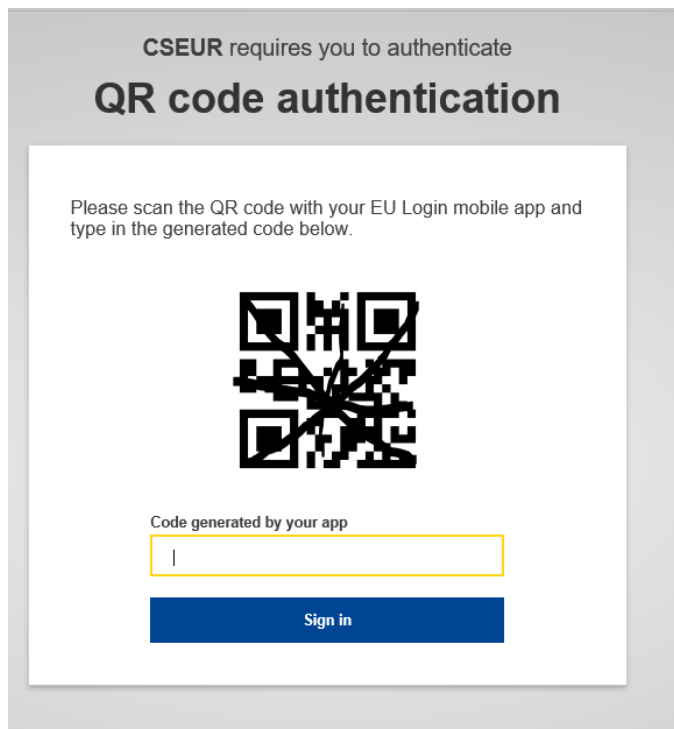 CSEUR requires you to authenticate
QR code authentication
Please scan the QR code with your EU Login mobile app and
type in the generated code below.
Code generated by your app
Sign in